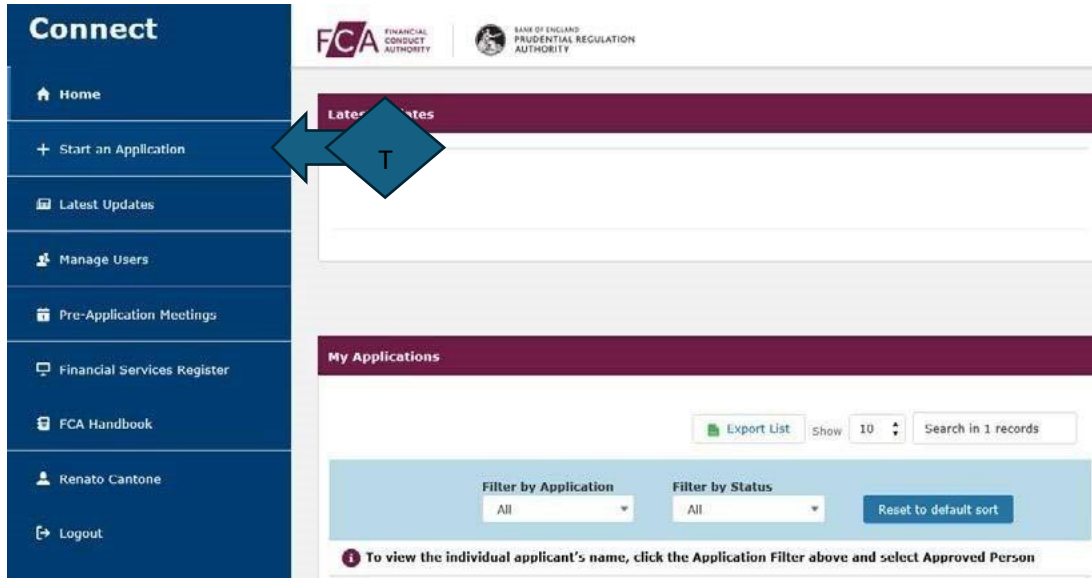 Connect
Home
Start an Application
Latest Updates
Manage Users
Pre-Application Meetings
Financial Services Register
FCA Handbook
Renato Cantone
Logout
FCA FINANCIAL
CONDUCT
AUTHORITY
BANK OF ENGLAND
PRUDENTIAL REGULATION
AUTHORITY
T
My Applications
Export List Show 10 Search in 1 records
Filter by Application Filter by Status
All All Reset to default sort
To view the individual applicant's name, click the Application Filter above and select Approved Person